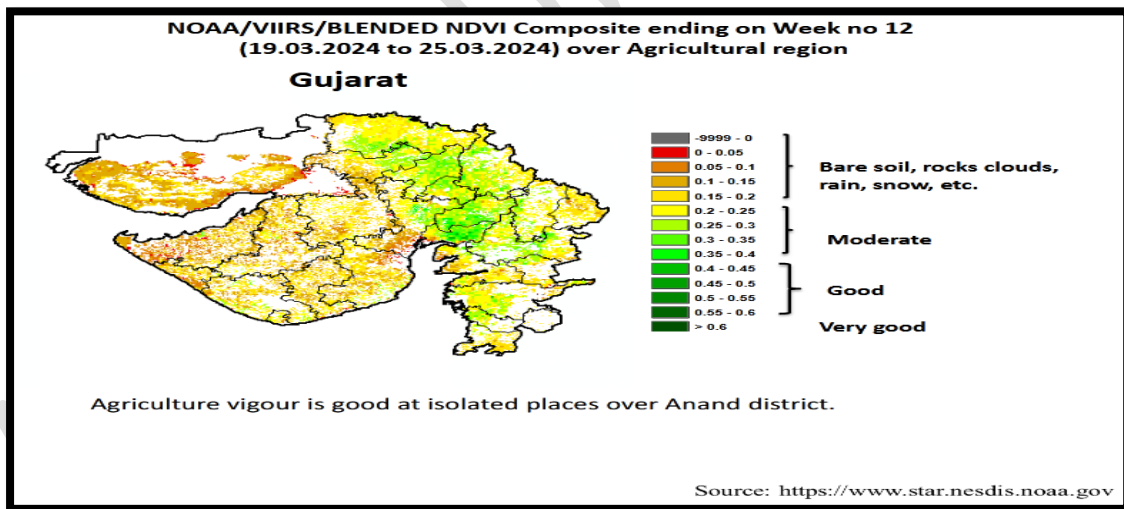 NOAA/VIIRS/BLENDED NDVI Composite ending on Week no 12
(19.03.2024 to 25.03.2024) over Agricultural region
Gujarat
-9999 - 0
0 - 0.05
0.05 - 0.1
0.1 - 0.15
0.15 - 0.2
0.2 - 0.25
0.25 - 0.3
0.3 - 0.35
0.35 - 0.4
0.4 - 0.45
0.45 - 0.5
0.5 - 0.55
0.55 - 0.6
> 0.6
Bare soil, rocks clouds,
rain, snow, etc.
Moderate
Good
Very good
Agriculture vigour is good at isolated places over Anand district.
Source: https://www.star.nesdis.noaa.gov